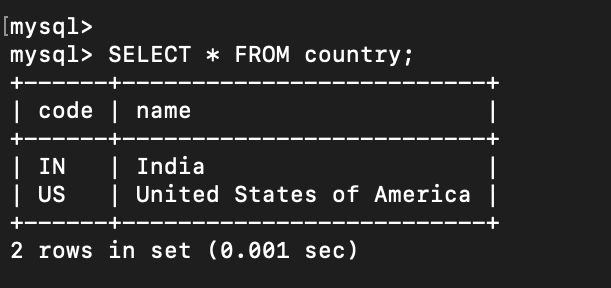 [mysql>
mysql> SELECT * FROM country;
+------+--------------------------+
| code | name                     |
+------+--------------------------+
| IN   | India                    |
| US   | United States of America |
+------+--------------------------+
2 rows in set (0.001 sec)